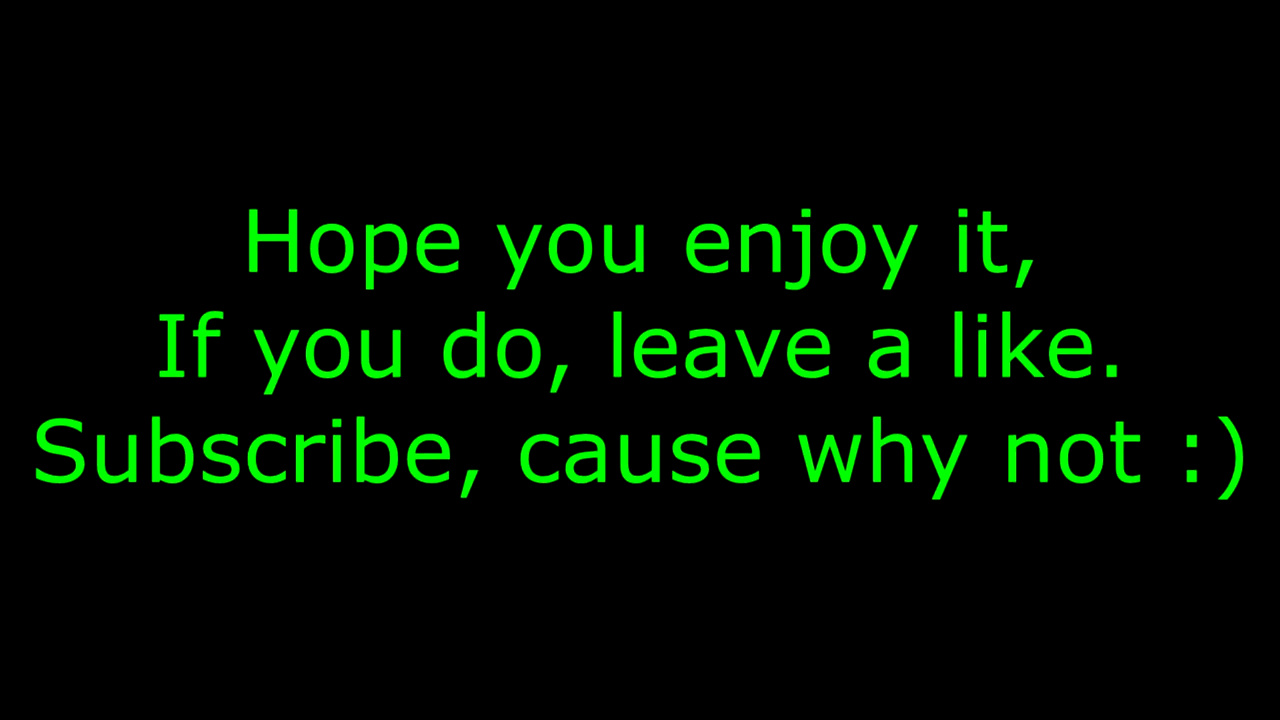 Hope you enjoy it,
If you do, leave a like.
Subscribe, cause why not :)